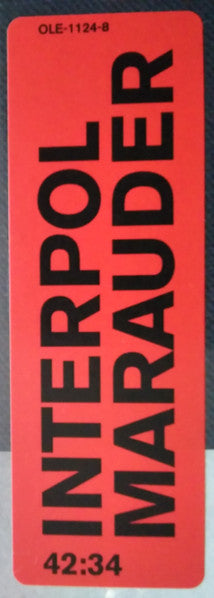 OLE-1124-8
INTERPOL
MARAUDER
42:34